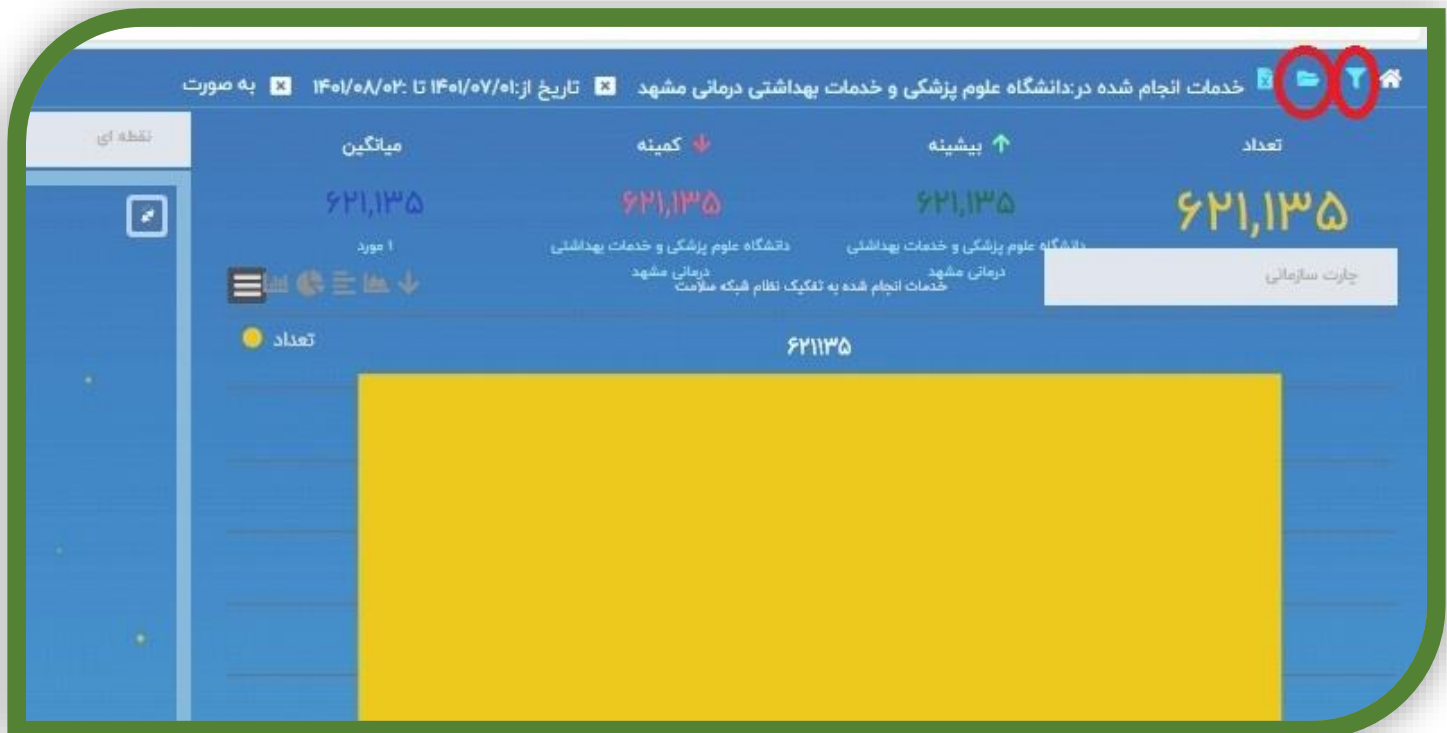 خدمات انجام شده در:دانشگاه علوم پزشکی و خدمات بهداشتی درمانی مشهد تاریخ از:۱۴۰۱/۰۷/۰۱ تا :۱۴۰۱/۰۸/۰۲ به صورت
تعداد
۶۲۱,۱۳۵
بیشینه
۶۲۱,۱۳۵
دانشگاه علوم پزشکی و خدمات بهداشتی
درمانی مشهد
کمینه
۶۲۱,۱۳۵
دانشگاه علوم پزشکی و خدمات بهداشتی
درمانی مشهد
میانگین
۶۲۱,۱۳۵
۱ مورد
نقطه ای
چارت سازمانی
خدمات انجام شده به تفکیک نظام شبکه سلامت
۶۲۱۱۳۵
تعداد